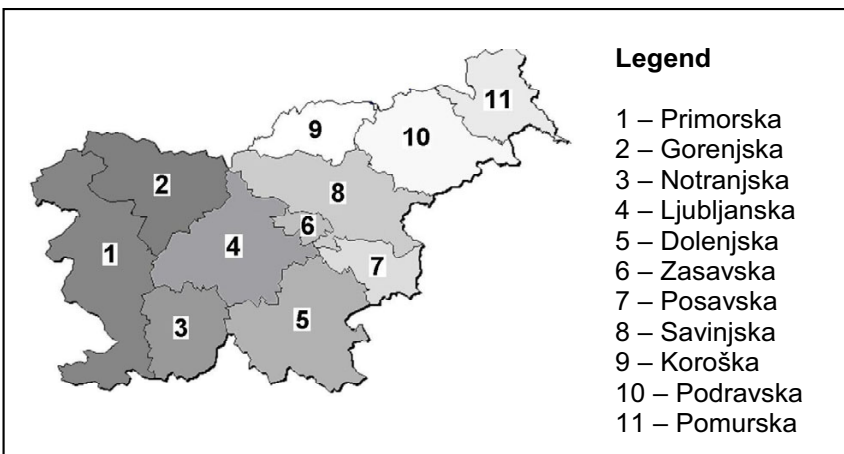 11
9
10
2
8
6
4
1
7
3
5
Legend
1 – Primorska
2 – Gorenjska
3 – Notranjska
4 – Ljubljanska
5 – Dolenjska
6 – Zasavska
7 – Posavska
8 – Savinjska
9 – Koroška
10 – Podravska
11 – Pomurska